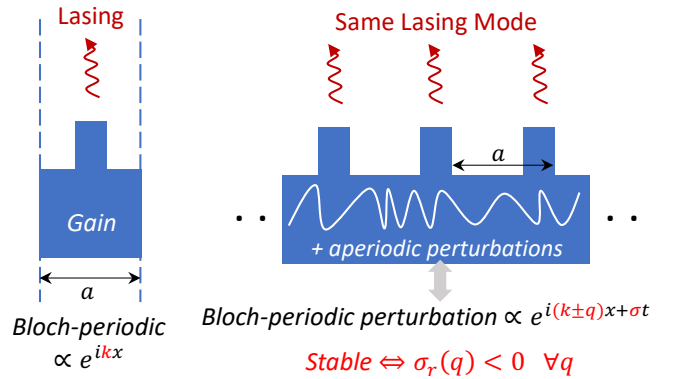 Lasing
Same Lasing Mode
a
Gain
+ aperiodic perturbations
a
Bloch-periodic
∝ e^{ikx}
Bloch-periodic perturbation ∝ e^{i(k±q)x+σt}
Stable ⇔ σ_r(q) < 0 ∀q